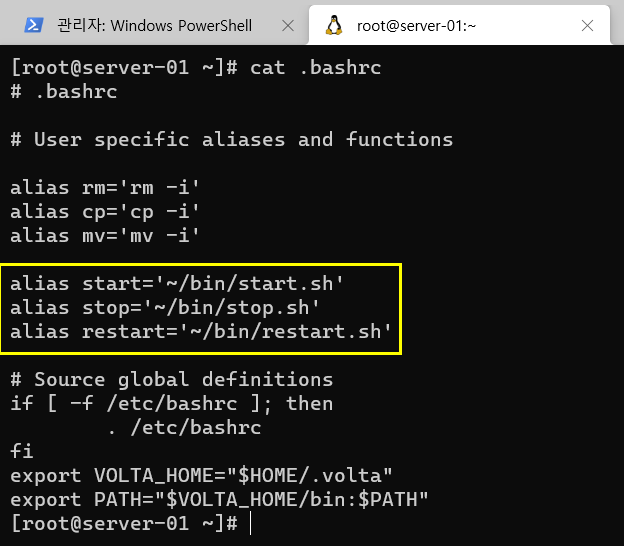 관리자: Windows PowerShell
root@server-01:~
[root@server-01 ~]# cat .bashrc
# .bashrc

# User specific aliases and functions

alias rm='rm -i'
alias cp='cp -i'
alias mv='mv -i'

alias start='~/bin/start.sh'
alias stop='~/bin/stop.sh'
alias restart='~/bin/restart.sh'

# Source global definitions
if [ -f /etc/bashrc ]; then
        . /etc/bashrc
fi
export VOLTA_HOME="$HOME/.volta"
export PATH="$VOLTA_HOME/bin:$PATH"
[root@server-01 ~]#